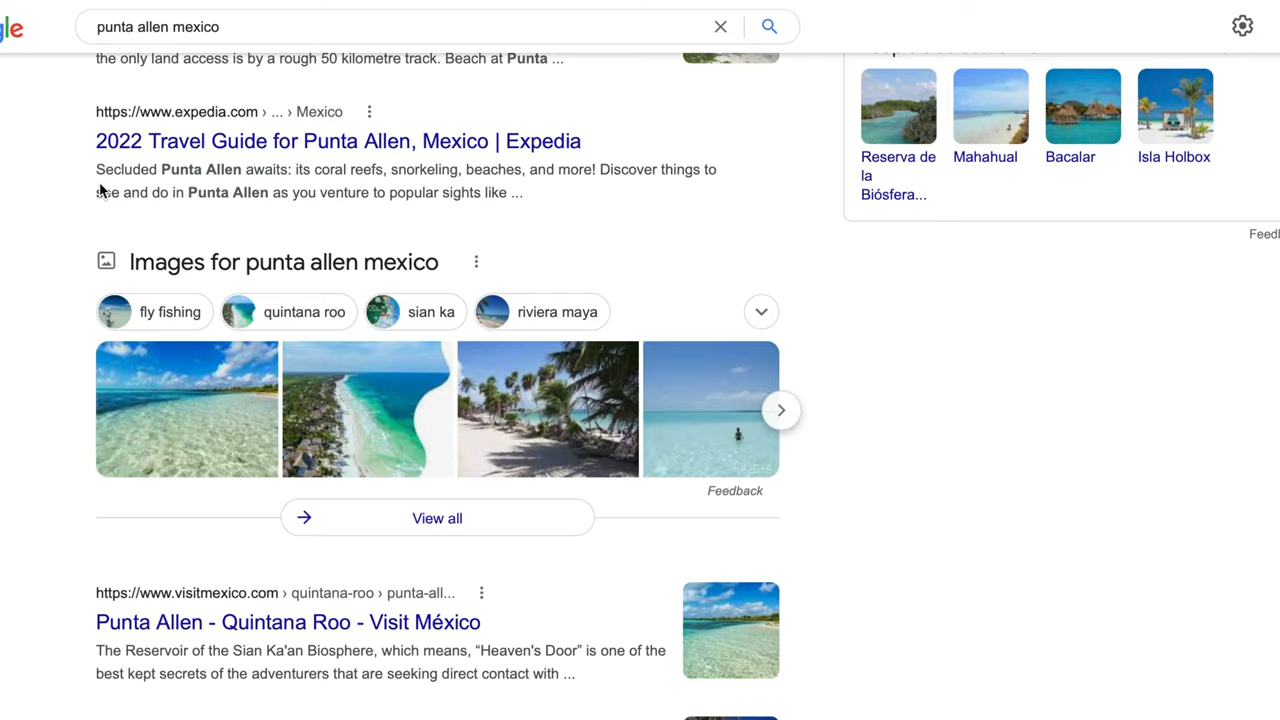 gle
punta allen mexico
the only land access is by a rough 50 kilometre track. Beach at Punta ...
https://www.expedia.com › ... › Mexico
2022 Travel Guide for Punta Allen, Mexico | Expedia
Secluded Punta Allen awaits: its coral reefs, snorkeling, beaches, and more! Discover things to
see and do in Punta Allen as you venture to popular sights like ...
Images for punta allen mexico
fly fishing
quintana roo
sian ka
riviera maya
Feedback
View all
https://www.visitmexico.com › quintana-roo › punta-all...
Punta Allen - Quintana Roo - Visit México
The Reservoir of the Sian Ka'an Biosphere, which means, “Heaven's Door” is one of the
best kept secrets of the adventurers that are seeking direct contact with ...
Reserva de
la
Biósfera...
Mahahual
Bacalar
Isla Holbox
Feed